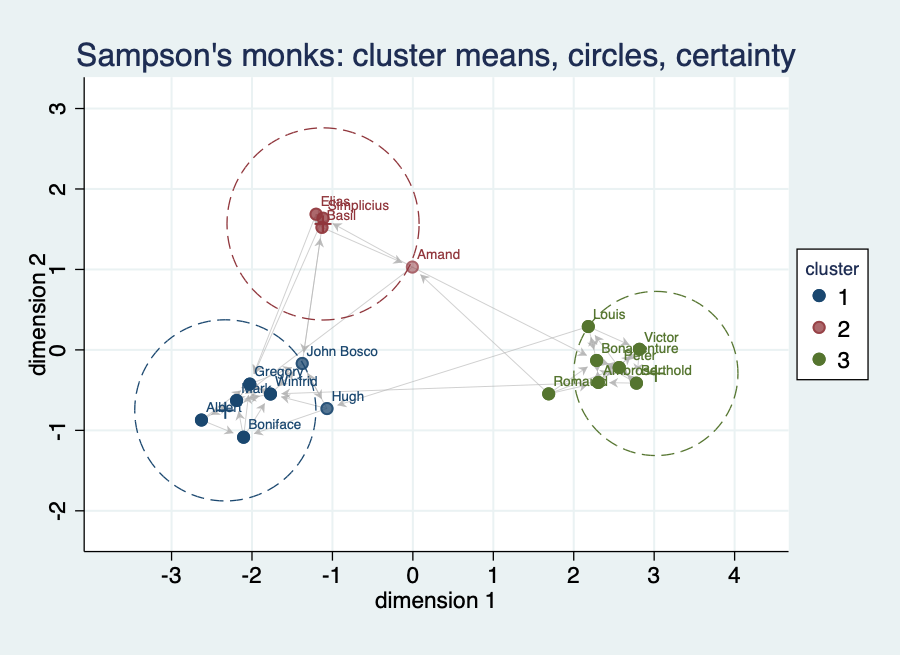 Sampson's monks: cluster means, circles, certainty
3
2
1
0
-1
-2
dimension 2
Elias
Simplicius
Basil
Amand
Louis
Victor
Bonaventure
Peter
Ambrose
Berthold
Romauld
John Bosco
Gregory
Winfrid
Mark
Albert
Hugh
Boniface
-3
-2
-1
0
1
2
3
4
dimension 1
cluster
1
2
3